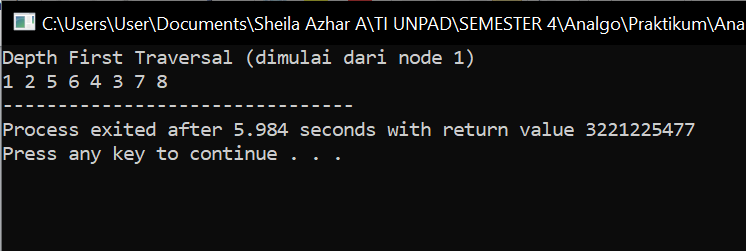 C:\Users\User\Documents\Sheila Azhar A\TI UNPAD\SEMESTER 4\Analgo\Praktikum\Ana
Depth First Traversal (dimulai dari node 1)
1 2 5 6 4 3 7 8
--------------------------------
Process exited after 5.984 seconds with return value 3221225477
Press any key to continue . . .